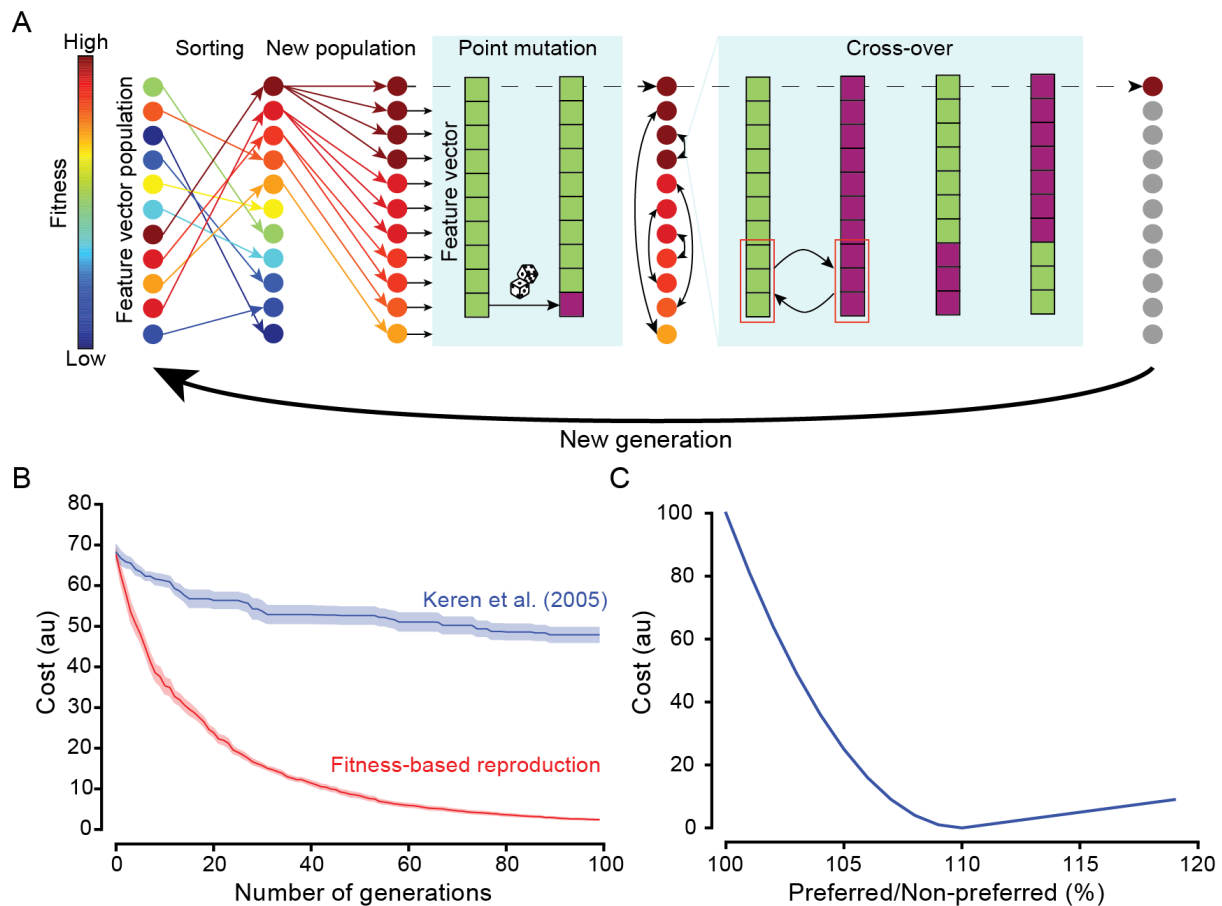 A
High
Sorting
New population
Point mutation
Cross-over
Fitness
Feature vector population
Feature vector
Low
New generation
B
80
70
60
50
40
30
20
10
0
Cost (au)
Keren et al. (2005)
Fitness-based reproduction
0
20
40
60
80
100
Number of generations
C
100
80
60
40
20
0
Cost (au)
100
105
110
115
120
Preferred/Non-preferred (%)